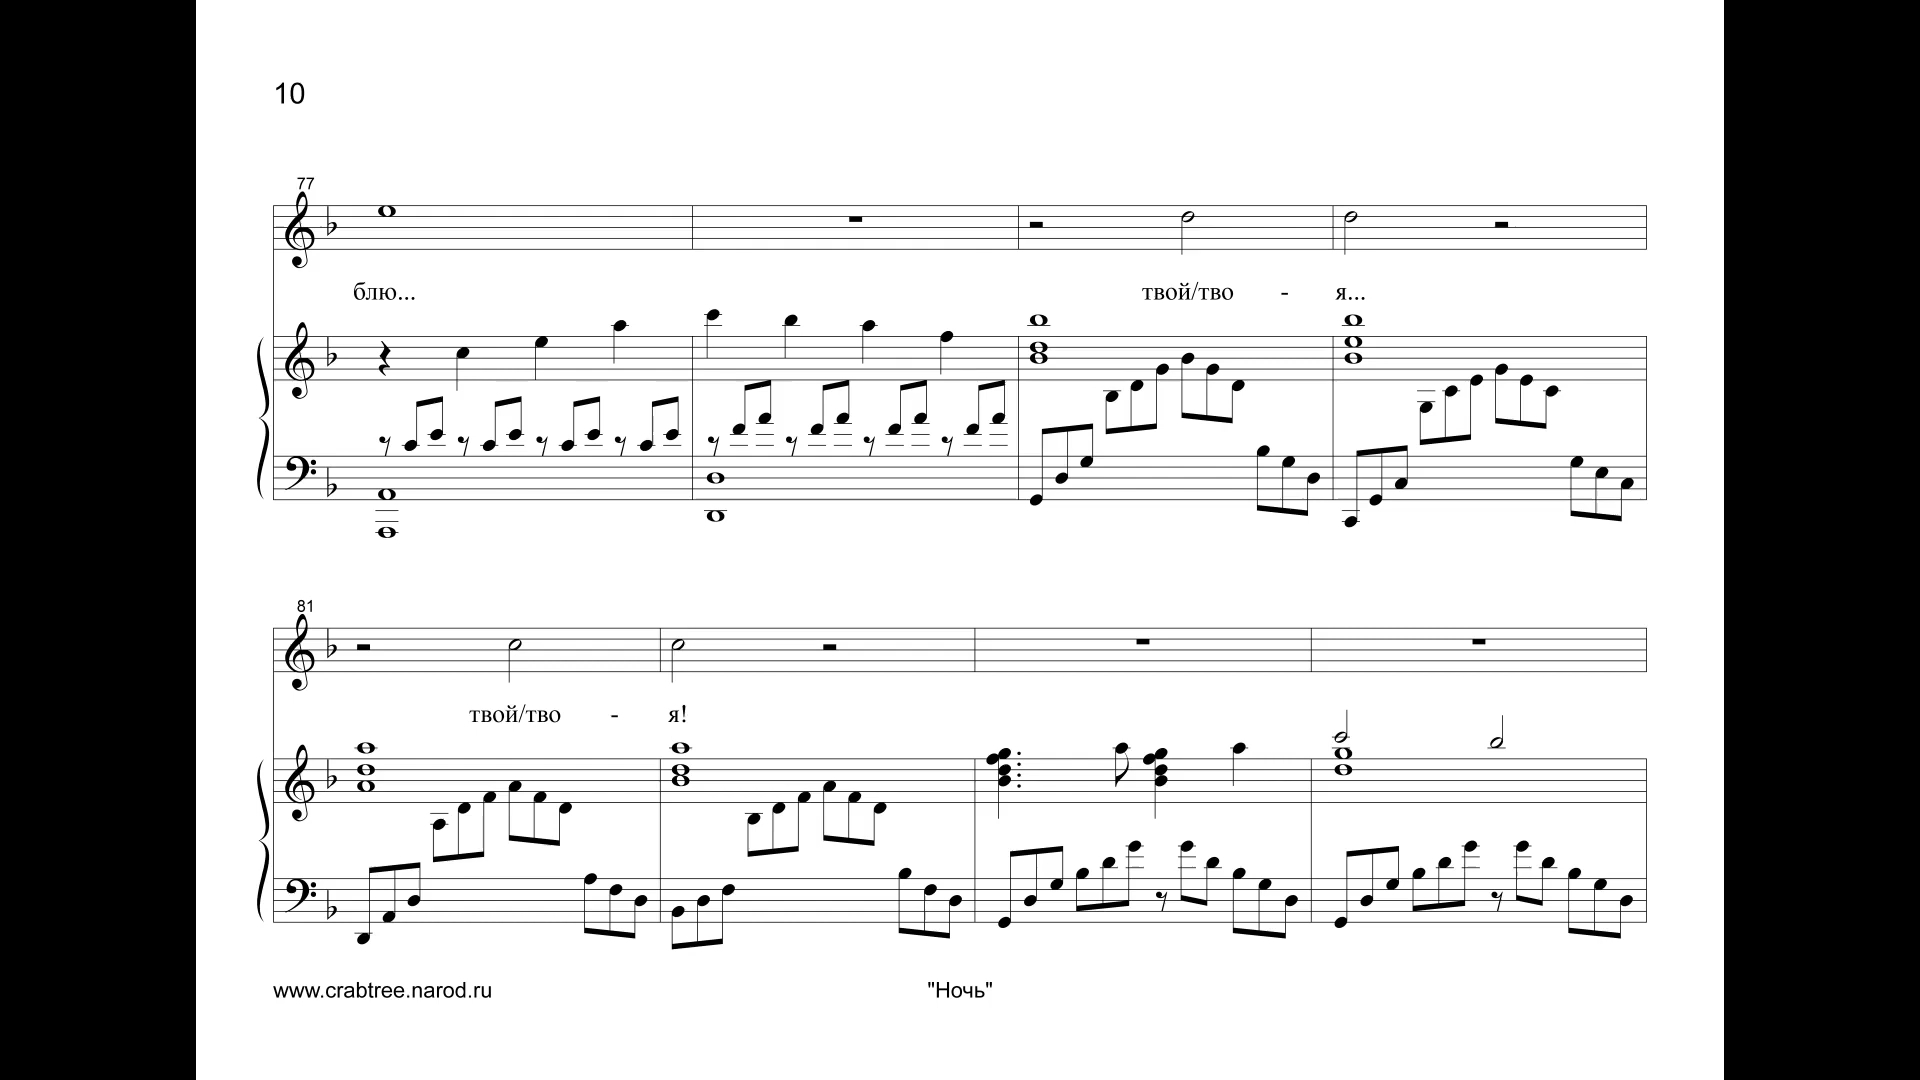 10
77
блю...
твой/тво - я...
81
твой/тво - я!
www.crabtree.narod.ru
"Ночь"